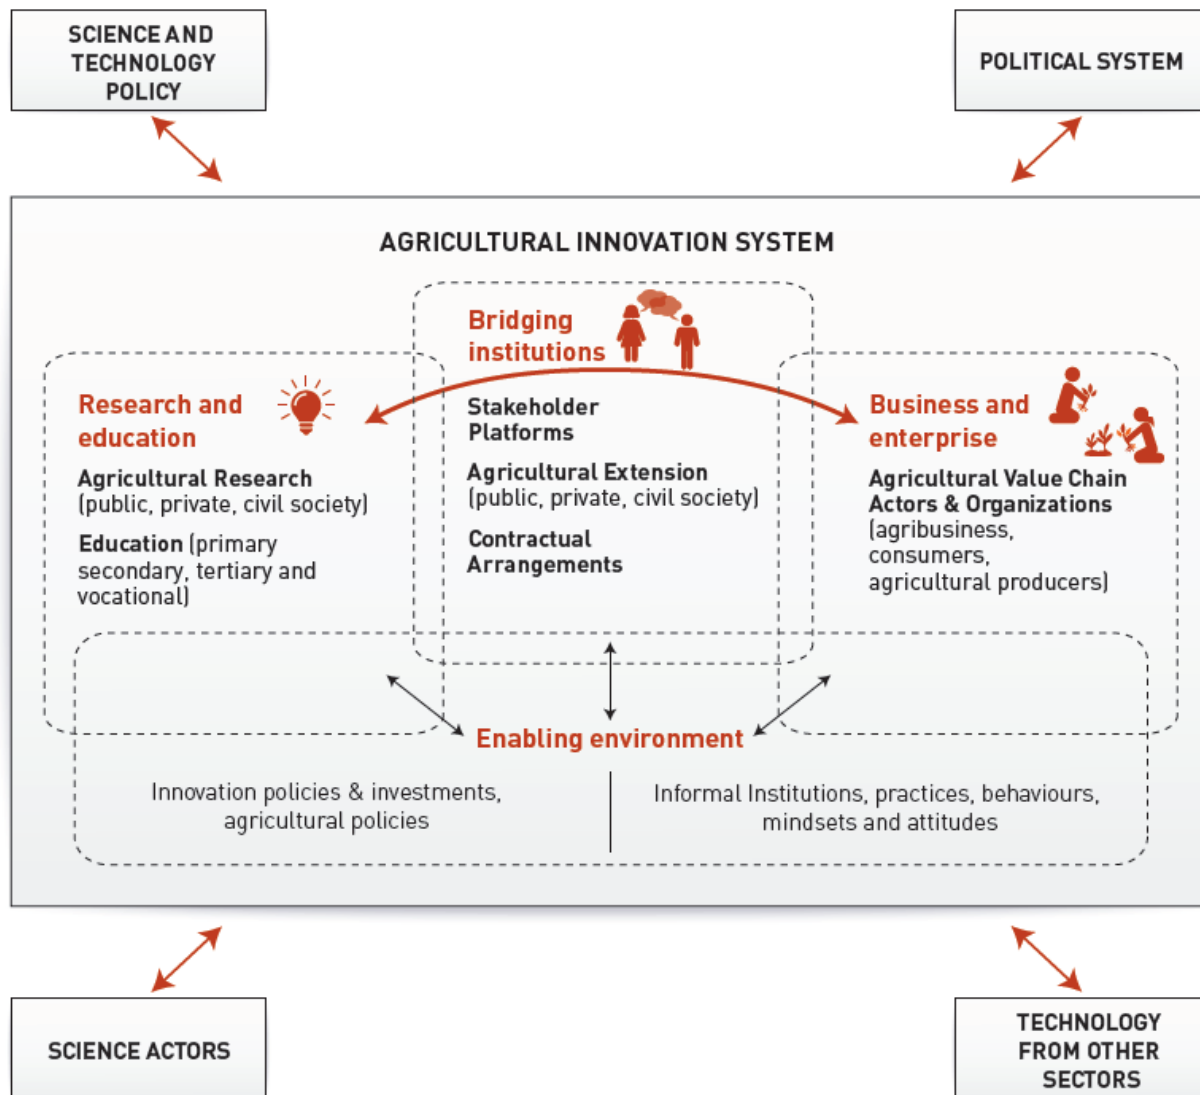 SCIENCE AND
TECHNOLOGY
POLICY
POLITICAL SYSTEM
AGRICULTURAL INNOVATION SYSTEM
Bridging
institutions
Research and
education
Agricultural Research
(public, private, civil society)
Education (primary
secondary, tertiary and
vocational)
Stakeholder
Platforms
Agricultural Extension
(public, private, civil society)
Contractual
Arrangements
Business and
enterprise
Agricultural Value Chain
Actors & Organizations
(agribusiness,
consumers,
agricultural producers)
Enabling environment
Innovation policies & investments,
agricultural policies
Informal Institutions, practices, behaviours,
mindsets and attitudes
SCIENCE ACTORS
TECHNOLOGY
FROM OTHER
SECTORS